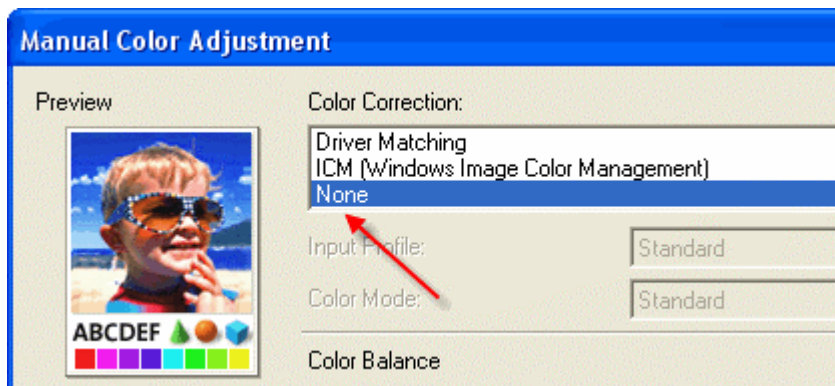 Manual Color Adjustment
Preview
Color Correction:
Driver Matching
ICM (Windows Image Color Management)
None
Input Profile:
Standard
Color Mode:
Standard
ABCDEF
Color Balance